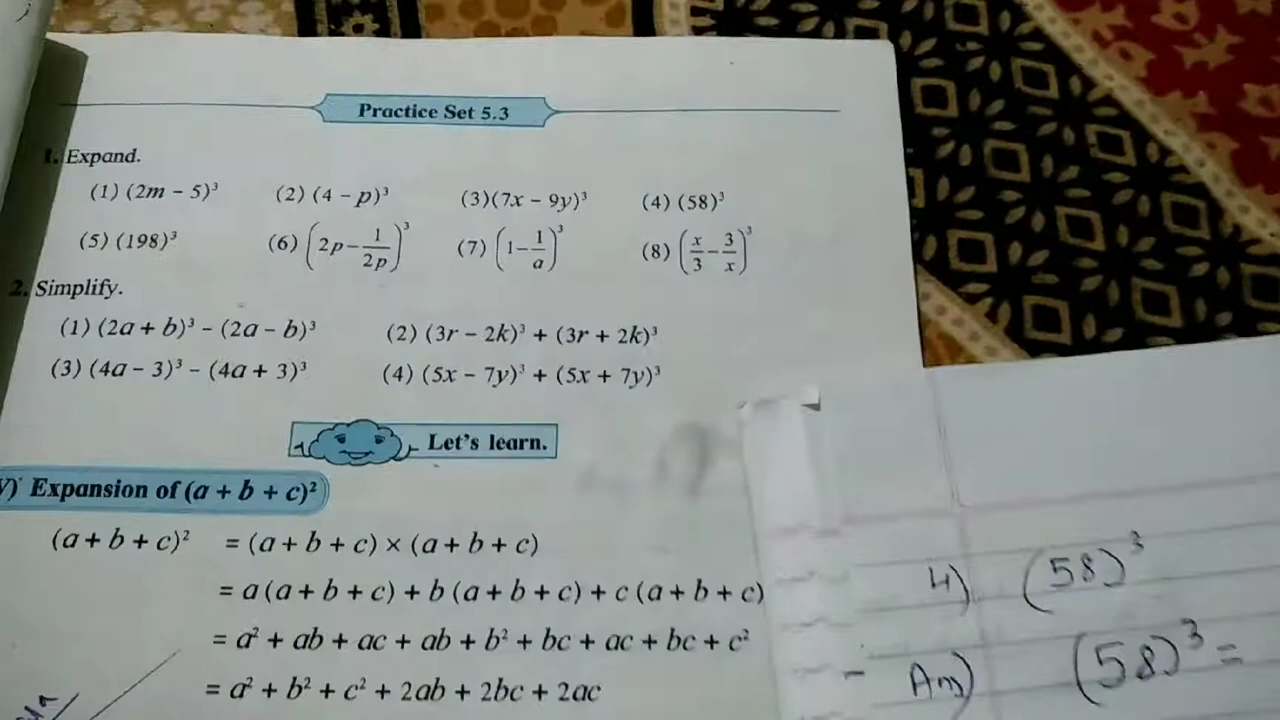 Practice Set 5.3
1. Expand.
(1) (2m − 5)³ (2) (4 − p)³ (3)(7x − 9y)³ (4) (58)³
(5) (198)³ (6) (2p − 1/2p)³ (7) (1 − 1/a)³ (8) (x/3 − 3/x)³
2. Simplify.
(1) (2a + b)³ − (2a − b)³ (2) (3r − 2k)³ + (3r + 2k)³
(3) (4a − 3)³ − (4a + 3)³ (4) (5x − 7y)³ + (5x + 7y)³
Let's learn.
V) Expansion of (a + b + c)²
(a + b + c)² = (a + b + c) × (a + b + c)
= a (a + b + c) + b (a + b + c) + c (a + b + c)
= a² + ab + ac + ab + b² + bc + ac + bc + c²
= a² + b² + c² + 2ab + 2bc + 2ac
4) (58)³
- Ans) (58)³ =